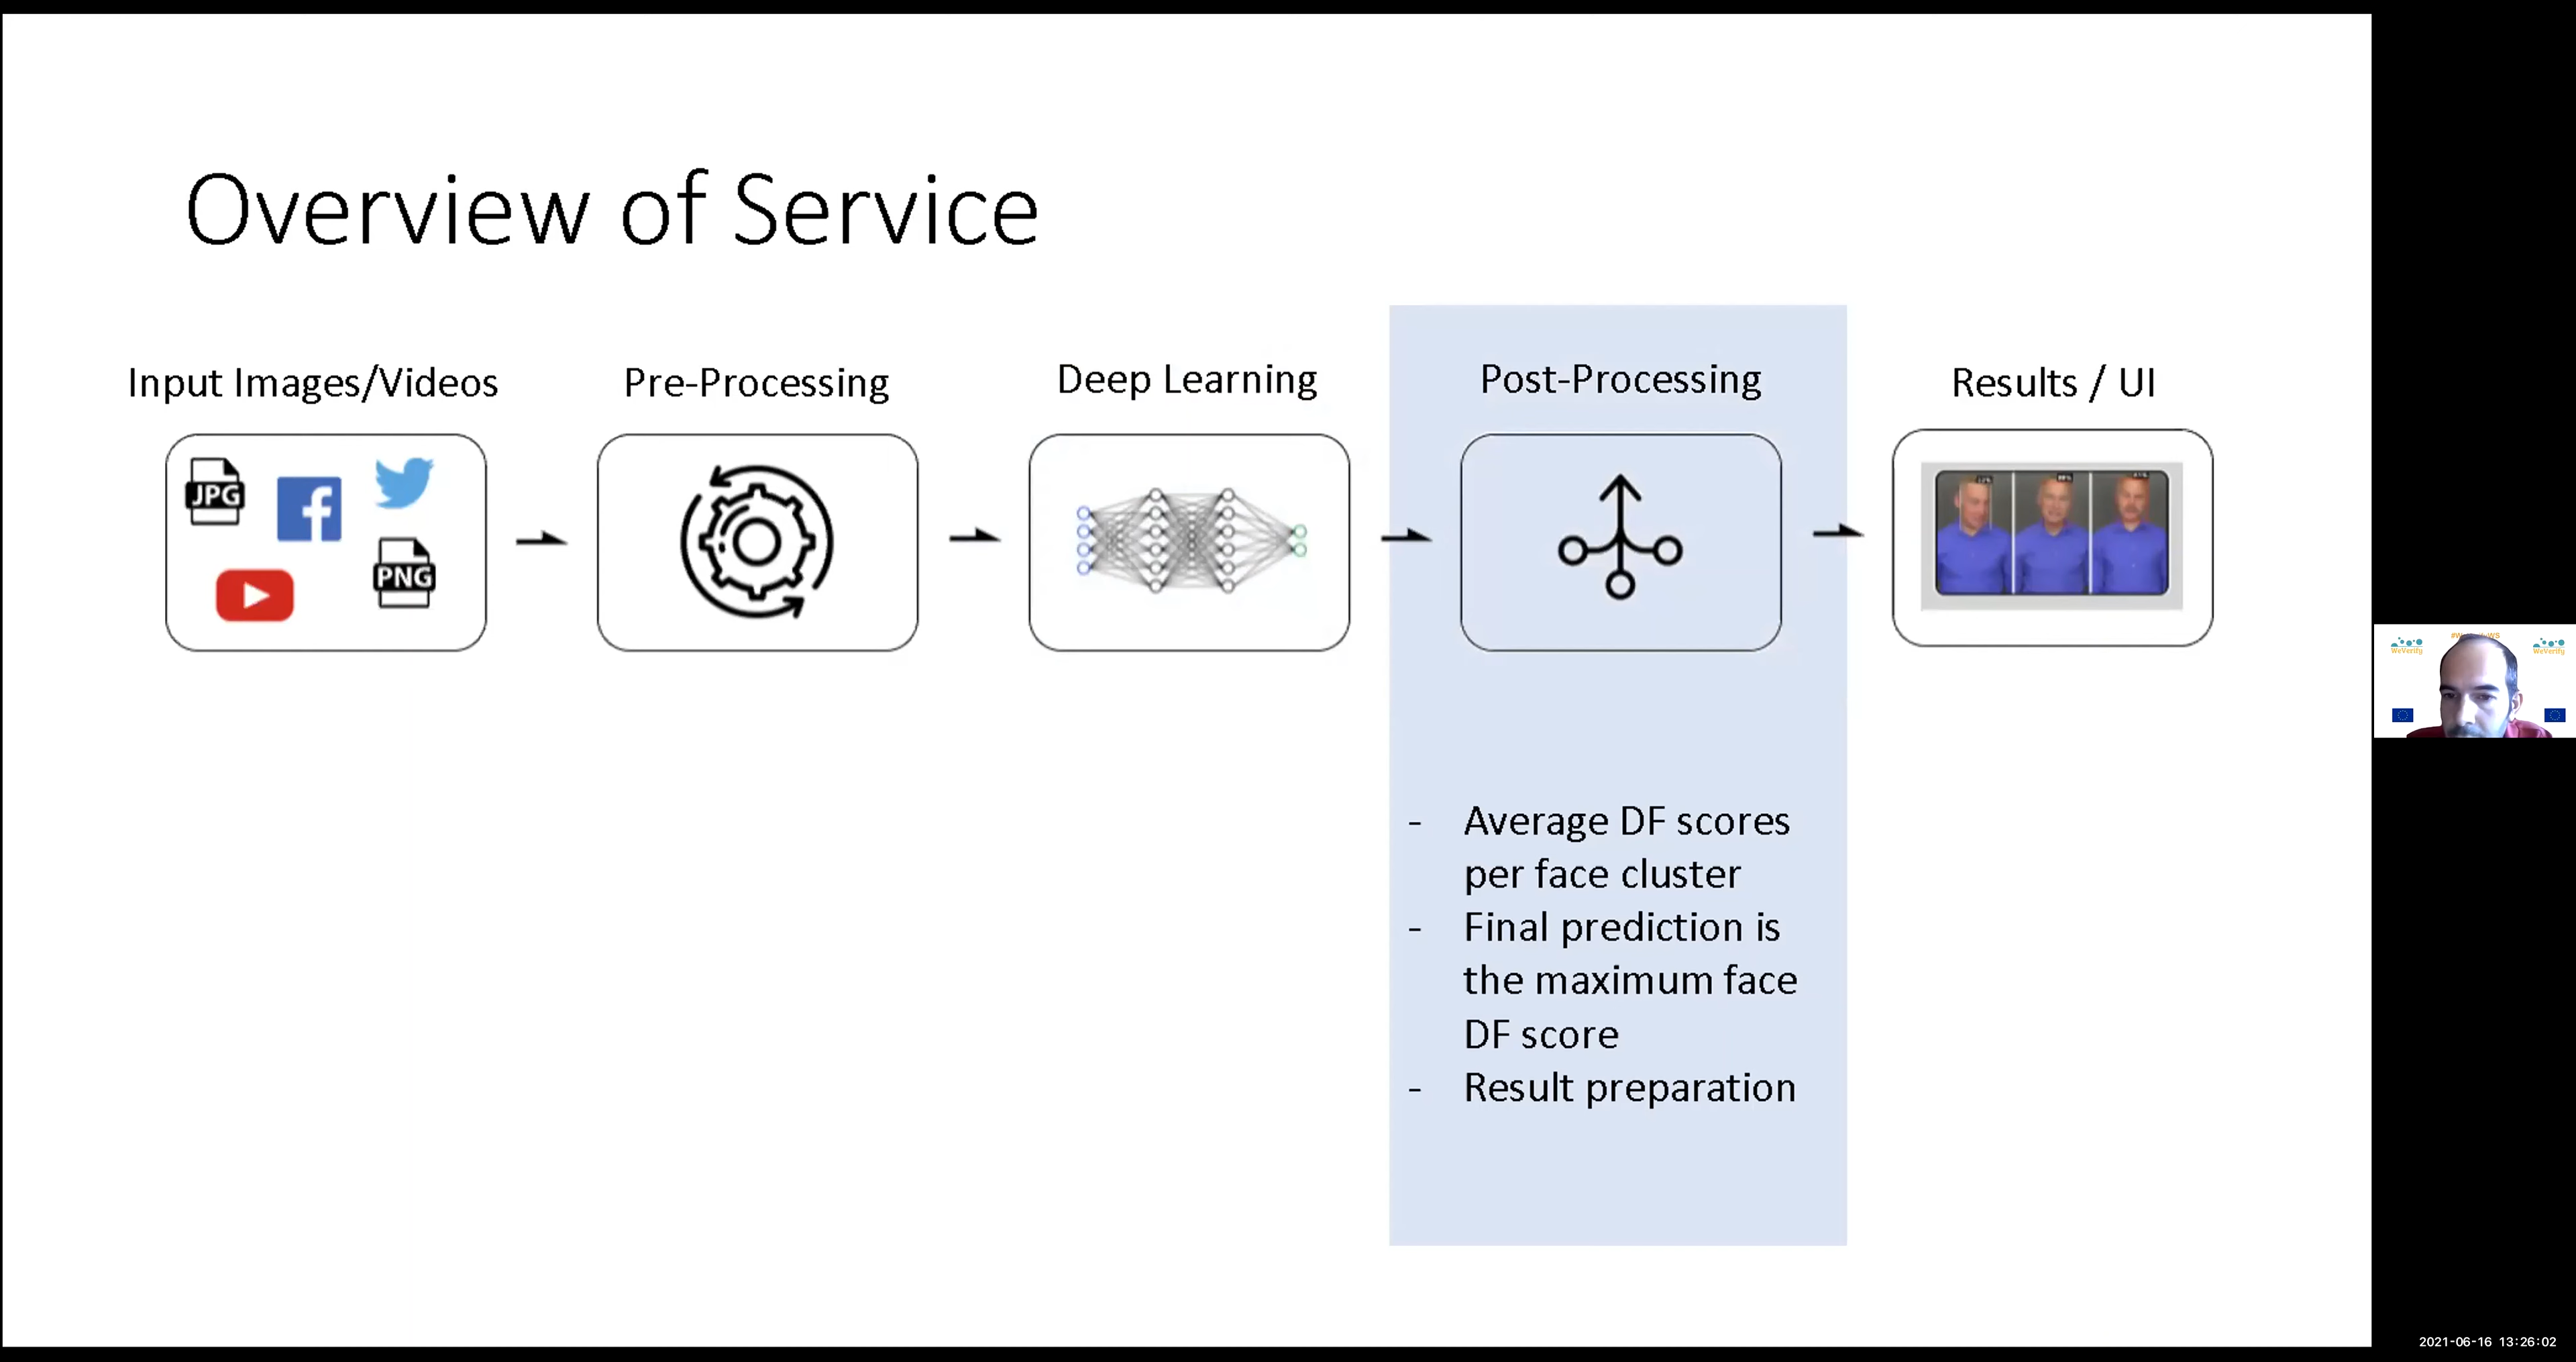 Overview of Service
Input Images/Videos
Pre-Processing
Deep Learning
Post-Processing
Results / UI
JPG
PNG
- Average DF scores
per face cluster
- Final prediction is
the maximum face
DF score
- Result preparation
WeVerify
WeVerify
2021-06-16 13:26:02